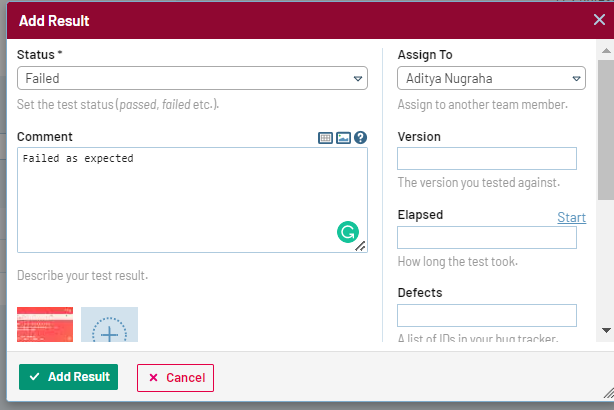 Add Result
Status *
Failed
Set the test status (passed, failed etc.).
Comment
Failed as expected
Describe your test result.
Assign To
Aditya Nugraha
Assign to another team member.
Version
The version you tested against.
Elapsed
Start
How long the test took.
Defects
A list of IDs in your bug tracker.
Add Result
Cancel